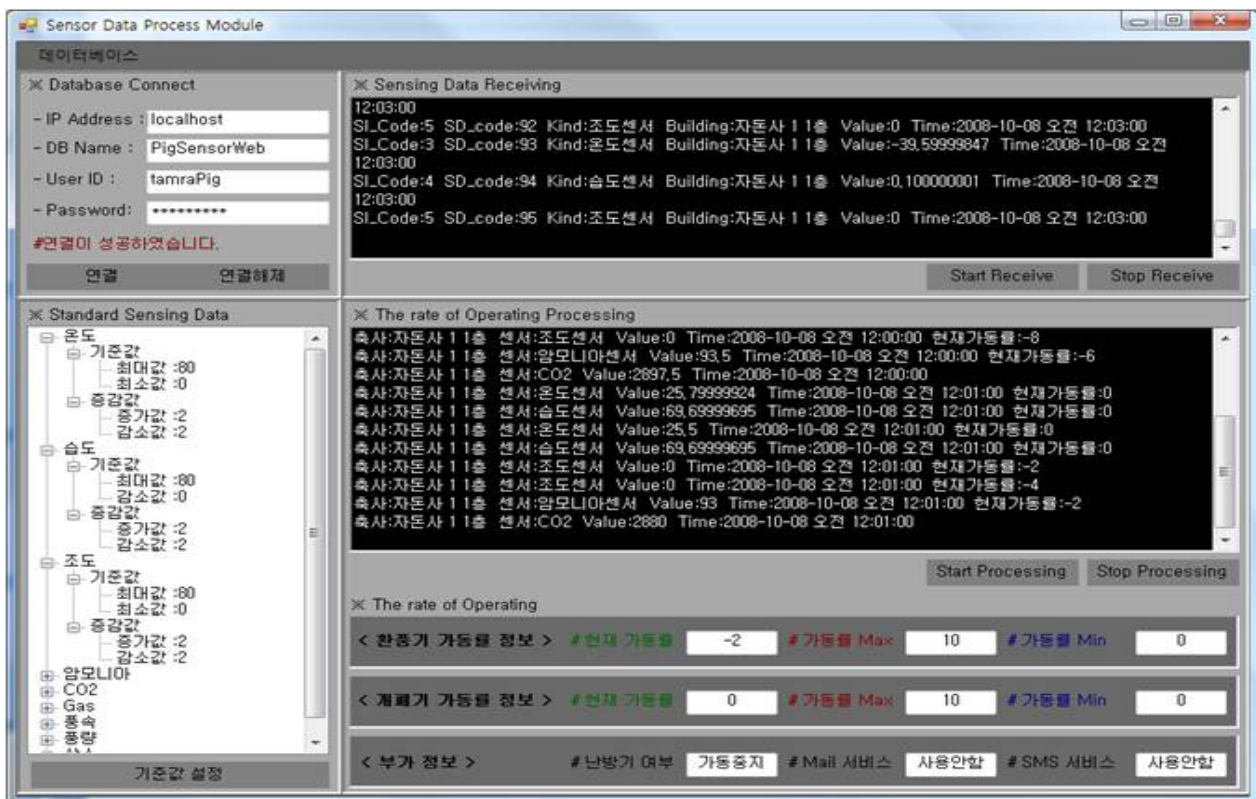 Sensor Data Process Module
데이터베이스
※ Database Connect
- IP Address : localhost
- DB Name : PigSensorWeb
- User ID : tamraPig
- Password: *********
#연결이 성공하였습니다.
연결 연결해제
※ Sensing Data Receiving
12:03:00
SI_Code:5 SD_code:92 Kind:조도센서 Building:자돈사 1 1층 Value:0 Time:2008-10-08 오전 12:03:00
SI_Code:3 SD_code:93 Kind:온도센서 Building:자돈사 1 1층 Value:-39,59999847 Time:2008-10-08 오전
12:03:00
SI_Code:4 SD_code:94 Kind:습도센서 Building:자돈사 1 1층 Value:0,100000001 Time:2008-10-08 오전
12:03:00
SI_Code:5 SD_code:95 Kind:조도센서 Building:자돈사 1 1층 Value:0 Time:2008-10-08 오전 12:03:00
Start Receive Stop Receive
※ Standard Sensing Data
온도
기준값
최대값 :80
최소값 :0
증감값
증가값 :2
감소값 :2
습도
기준값
최대값 :80
감소값 :0
증감값
증가값 :2
감소값 :2
조도
기준값
최대값 :80
최소값 :0
증감값
증가값 :2
감소값 :2
암모니아
CO2
Gas
풍속
풍량
기준값 설정
※ The rate of Operating Processing
축사:자돈사 1 1층 센서:조도센서 Value:0 Time:2008-10-08 오전 12:00:00 현재가동률:-8
축사:자돈사 1 1층 센서:암모니아센서 Value:93,5 Time:2008-10-08 오전 12:00:00 현재가동률:-6
축사:자돈사 1 1층 센서:CO2 Value:2897,5 Time:2008-10-08 오전 12:00:00
축사:자돈사 1 1층 센서:온도센서 Value:25,79999924 Time:2008-10-08 오전 12:01:00 현재가동률:0
축사:자돈사 1 1층 센서:습도센서 Value:69,69999695 Time:2008-10-08 오전 12:01:00 현재가동률:0
축사:자돈사 1 1층 센서:온도센서 Value:25,5 Time:2008-10-08 오전 12:01:00 현재가동률:0
축사:자돈사 1 1층 센서:습도센서 Value:69,69999695 Time:2008-10-08 오전 12:01:00 현재가동률:0
축사:자돈사 1 1층 센서:조도센서 Value:0 Time:2008-10-08 오전 12:01:00 현재가동률:-2
축사:자돈사 1 1층 센서:조도센서 Value:0 Time:2008-10-08 오전 12:01:00 현재가동률:-4
축사:자돈사 1 1층 센서:암모니아센서 Value:93 Time:2008-10-08 오전 12:01:00 현재가동률:-2
축사:자돈사 1 1층 센서:CO2 Value:2880 Time:2008-10-08 오전 12:01:00
Start Processing Stop Processing
※ The rate of Operating
< 환풍기 가동률 정보 > #현재 가동률 -2 #가동률 Max 10 #가동률 Min 0
< 개폐기 가동률 정보 > #현재 가동률 0 #가동률 Max 10 #가동률 Min 0
< 부가 정보 > #난방기 여부 가동중지 #Mail 서비스 사용안함 #SMS 서비스 사용안함